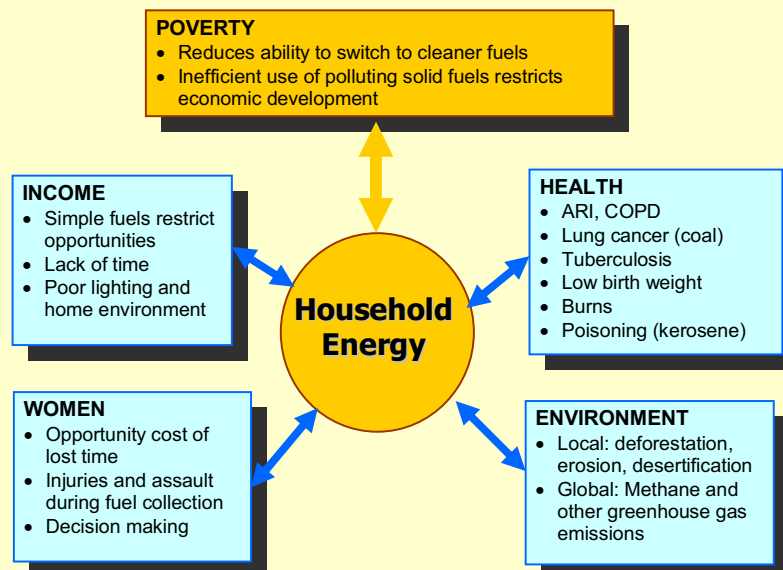 POVERTY
• Reduces ability to switch to cleaner fuels
• Inefficient use of polluting solid fuels restricts
economic development
INCOME
• Simple fuels restrict
opportunities
• Lack of time
• Poor lighting and
home environment
HEALTH
• ARI, COPD
• Lung cancer (coal)
• Tuberculosis
• Low birth weight
• Burns
• Poisoning (kerosene)
Household
Energy
WOMEN
• Opportunity cost of
lost time
• Injuries and assault
during fuel collection
• Decision making
ENVIRONMENT
• Local: deforestation,
erosion, desertification
• Global: Methane and
other greenhouse gas
emissions